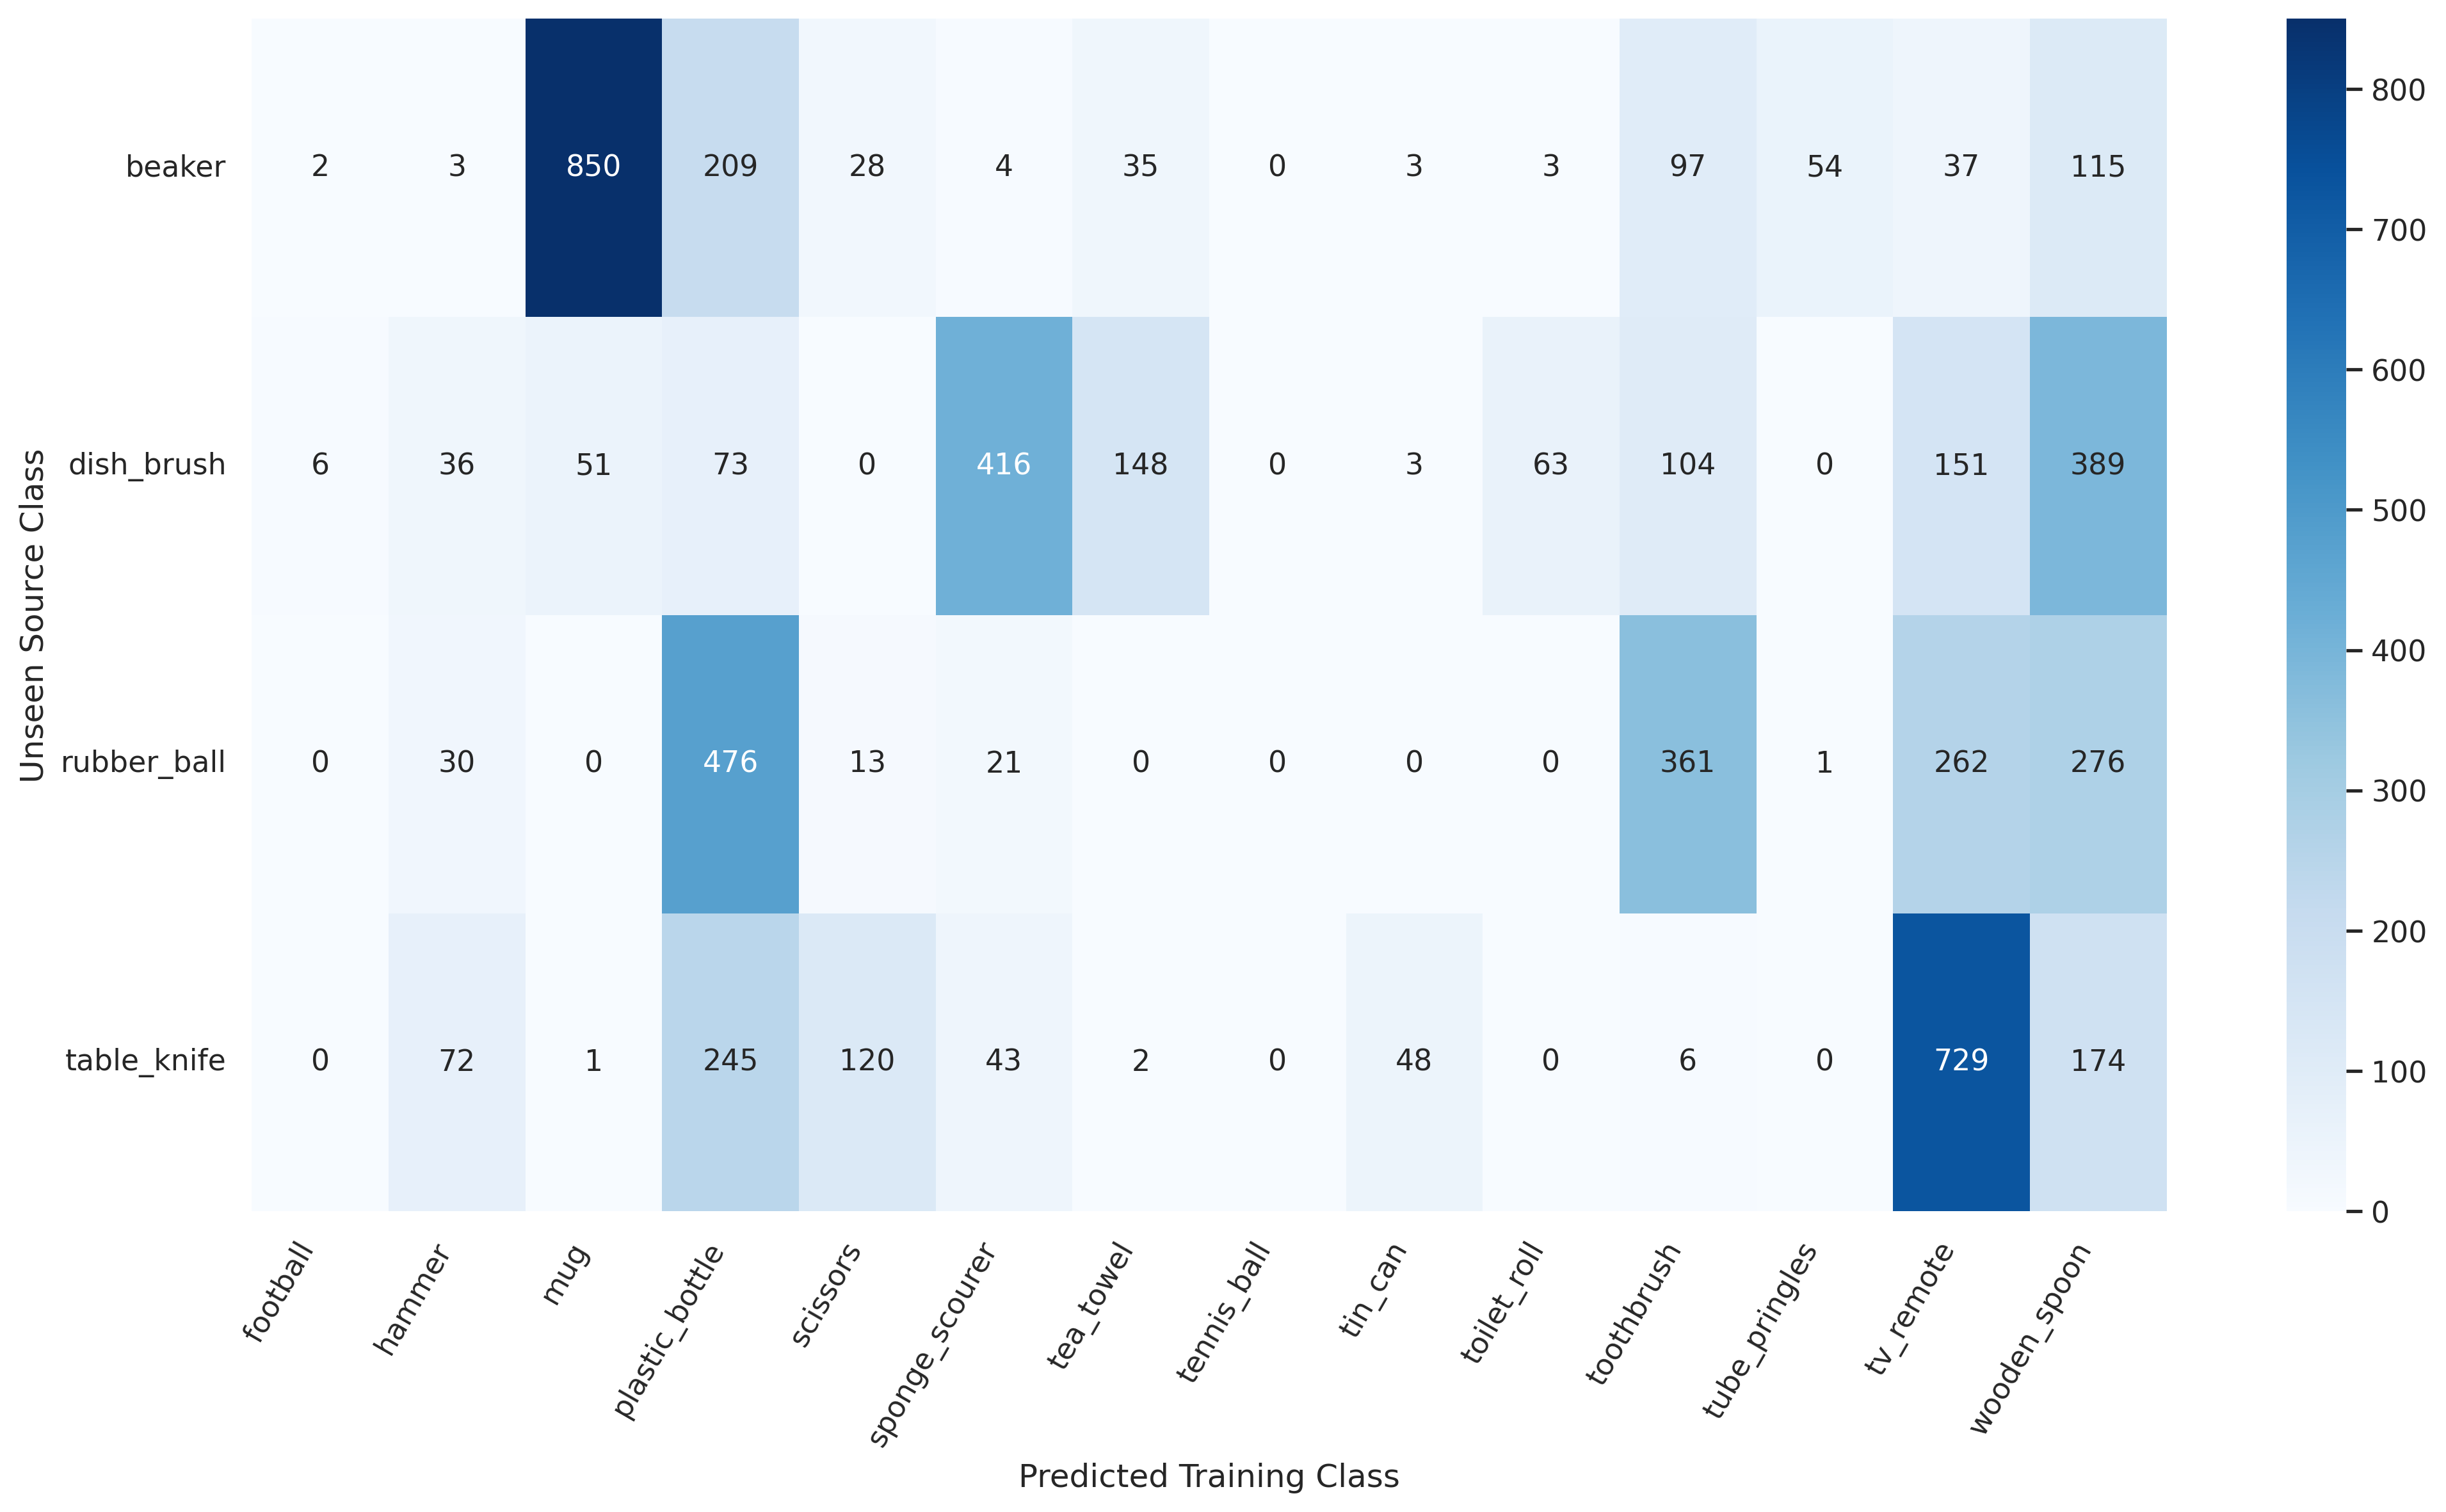 Unseen Source Class
beaker 2 3 850 209 28 4 35 0 3 3 97 54 37 115
dish_brush 6 36 51 73 0 416 148 0 3 63 104 0 151 389
rubber_ball 0 30 0 476 13 21 0 0 0 0 361 1 262 276
table_knife 0 72 1 245 120 43 2 0 48 0 6 0 729 174
football hammer mug plastic_bottle scissors sponge_scourer tea_towel tennis_ball tin_can toilet_roll toothbrush tube_pringles tv_remote wooden_spoon
Predicted Training Class
800
700
600
500
400
300
200
100
0